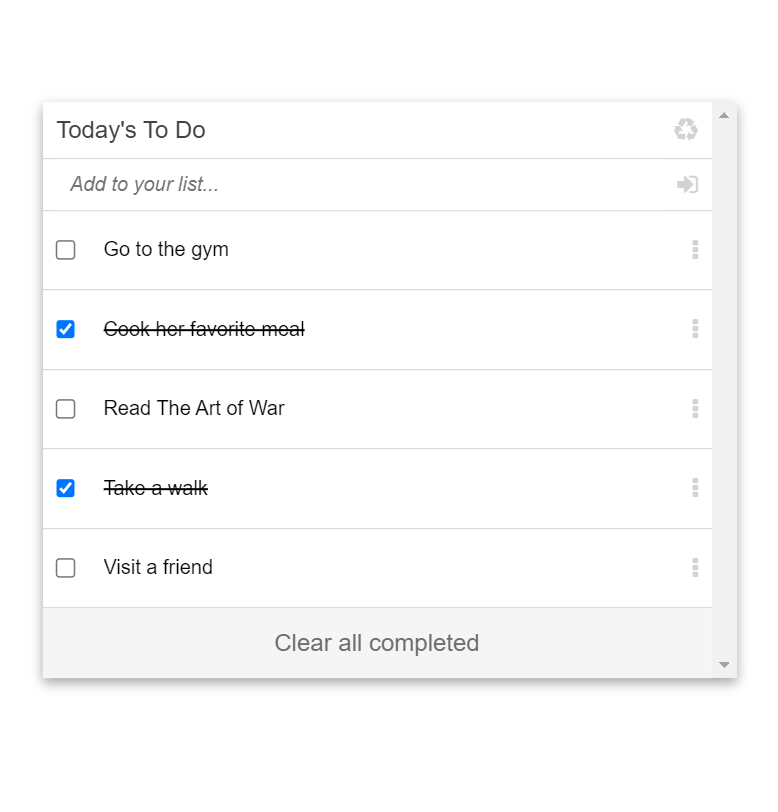 Today's To Do
Add to your list...
Go to the gym
Cook her favorite meal
Read The Art of War
Take a walk
Visit a friend
Clear all completed